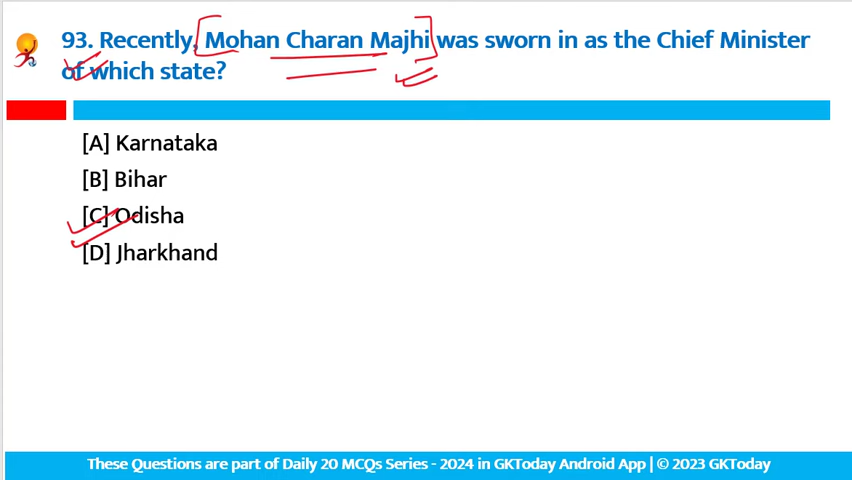 93. Recently, Mohan Charan Majhi was sworn in as the Chief Minister
of which state?
[A] Karnataka
[B] Bihar
[C] Odisha
[D] Jharkhand
These Questions are part of Daily 20 MCQs Series - 2024 in GKToday Android App | © 2023 GKToday